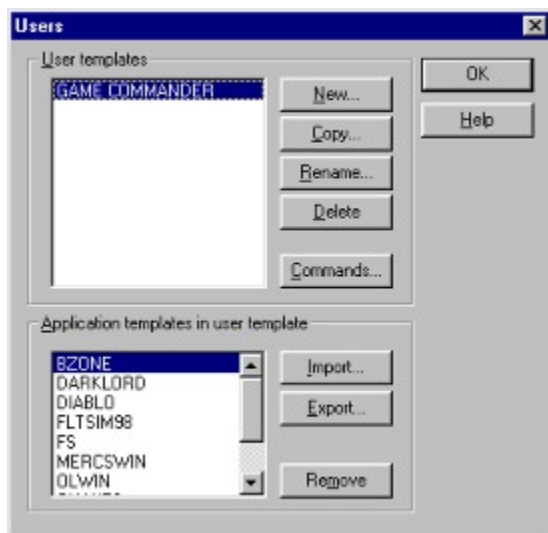 Users
User templates
GAME COMMANDER
New...
Copy...
Rename...
Delete
Commands...
OK
Help
Application templates in user template
BZONE
DARKLORD
DIABLO
FLTSIM98
FS
MERCSWIN
OLWIN
Import...
Export...
Remove